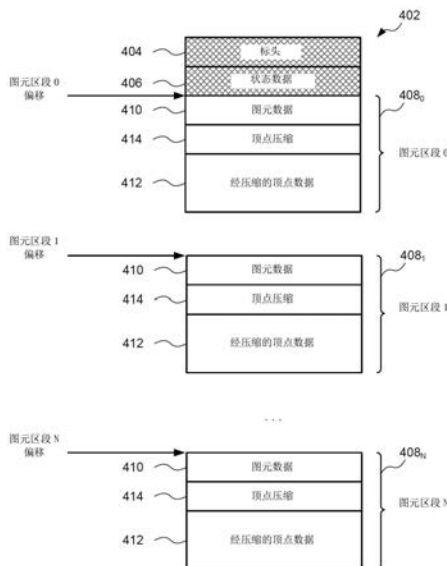 402
404
标头
406
状态数据
图元区段 0
偏移
408₀
410
图元数据
414
顶点压缩
图元区段 0
412
经压缩的顶点数据
图元区段 1
偏移
408₁
410
图元数据
414
顶点压缩
图元区段 1
412
经压缩的顶点数据
...
图元区段 N
偏移
408ₙ
410
图元数据
414
顶点压缩
图元区段 N
412
经压缩的顶点数据